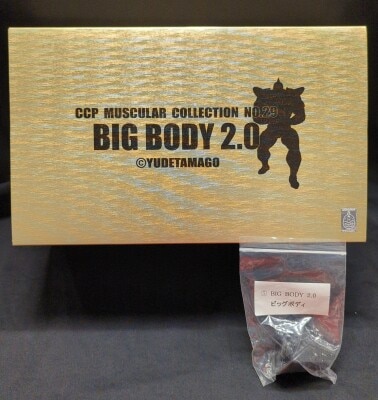 CCP MUSCULAR COLLECTION No.29
BIG BODY 2.0
©YUDETAMAGO
① BIG BODY 2.0
ビッグボディ